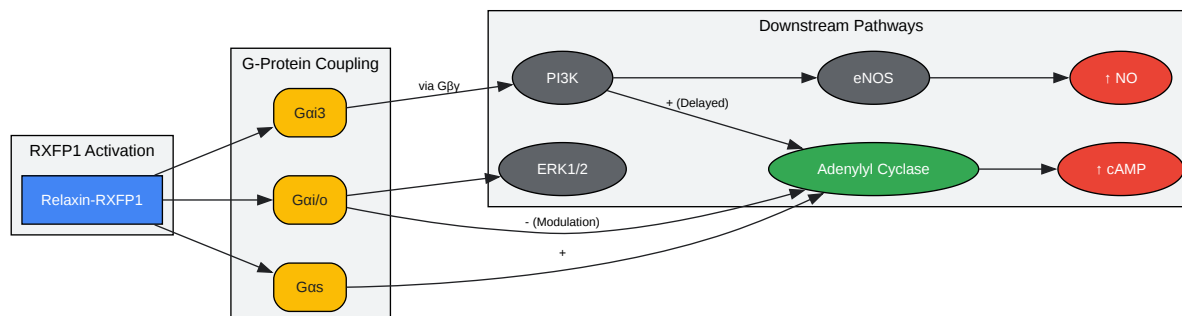 Downstream Pathways
G-Protein Coupling
RXFP1 Activation
Relaxin-RXFP1
Gαi3
Gαi/o
Gαs
via Gβγ
PI3K
eNOS
↑ NO
+ (Delayed)
ERK1/2
Adenylyl Cyclase
↑ cAMP
- (Modulation)
+